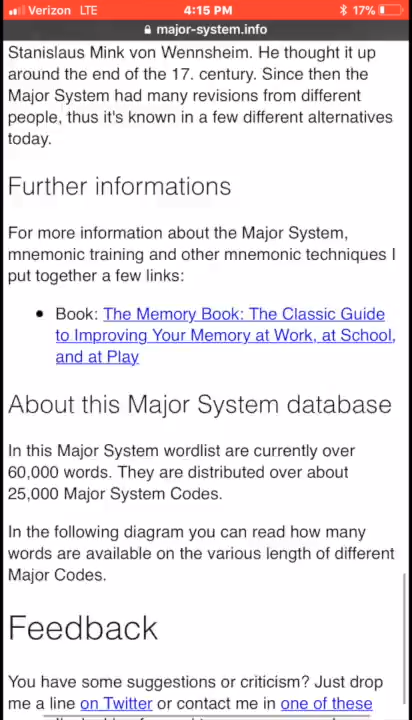 Verizon LTE 4:15 PM 17%
major-system.info
Stanislaus Mink von Wennsheim. He thought it up
around the end of the 17. century. Since then the
Major System had many revisions from different
people, thus it's known in a few different alternatives
today.
Further informations
For more information about the Major System,
mnemonic training and other mnemonic techniques I
put together a few links:
• Book: The Memory Book: The Classic Guide
to Improving Your Memory at Work, at School,
and at Play
About this Major System database
In this Major System wordlist are currently over
60,000 words. They are distributed over about
25,000 Major System Codes.
In the following diagram you can read how many
words are available on the various length of different
Major Codes.
Feedback
You have some suggestions or criticism? Just drop
me a line on Twitter or contact me in one of these